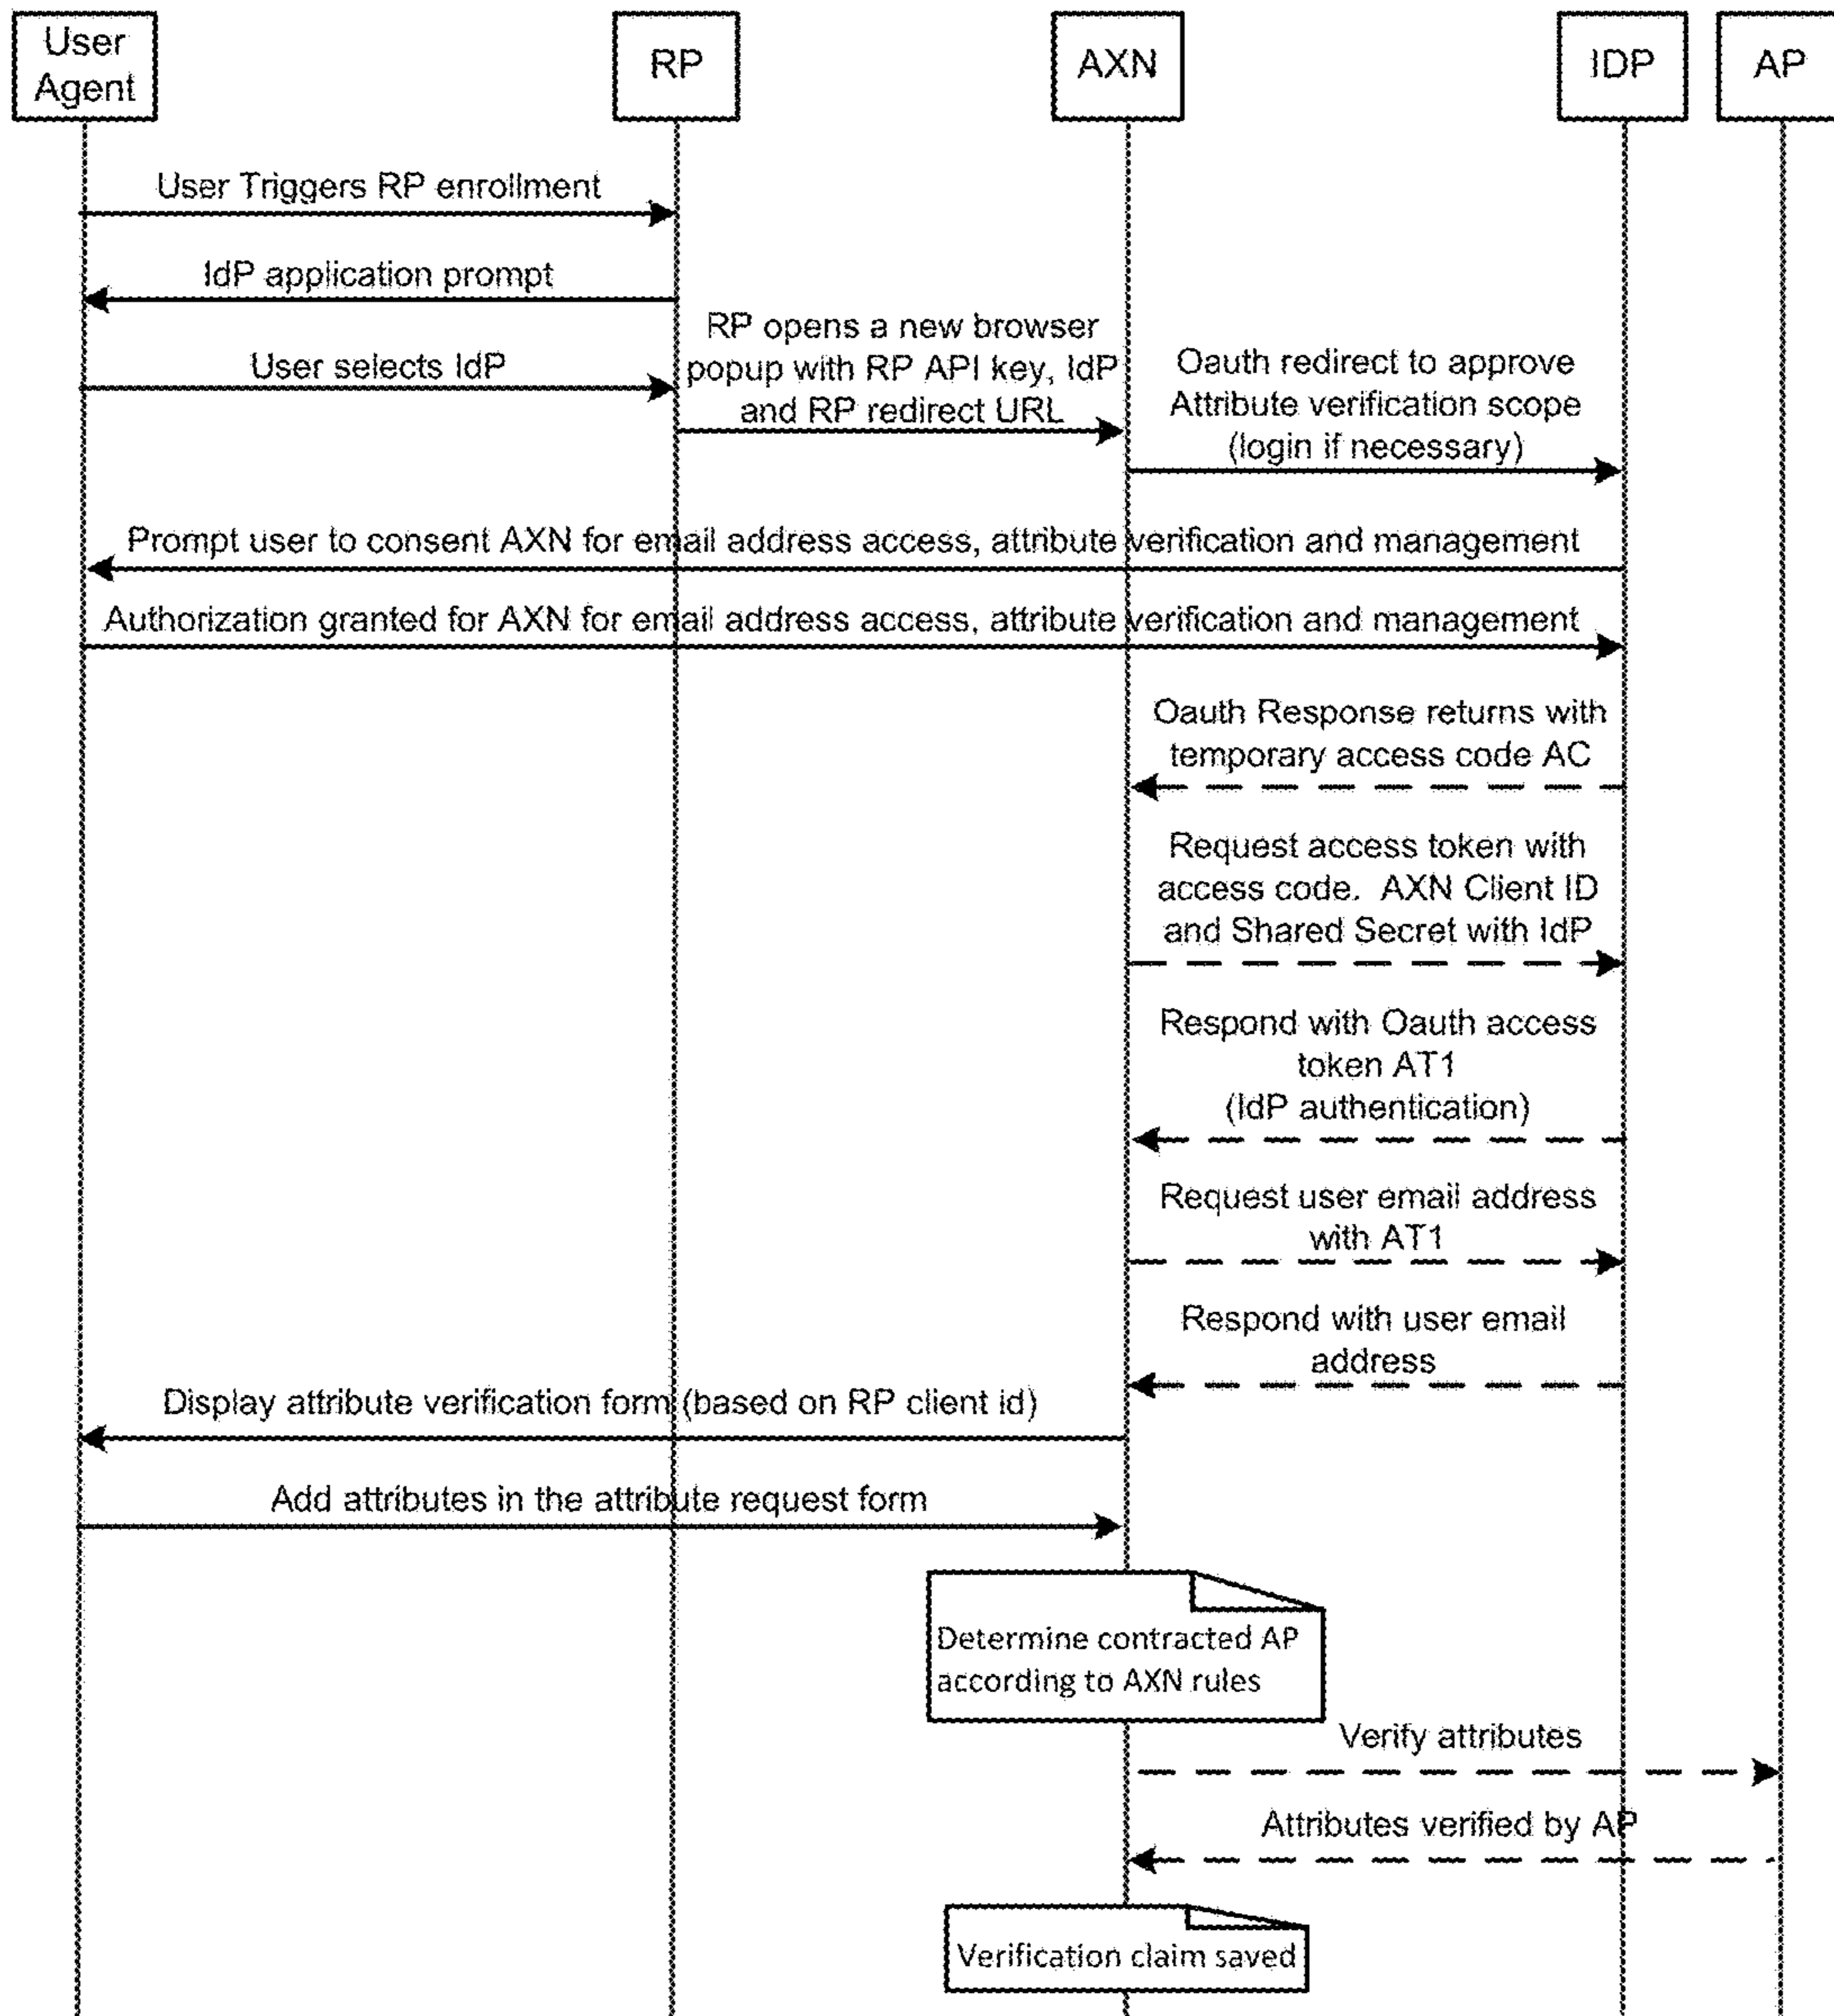 User
Agent
RP
AXN
IDP
AP
User Triggers RP enrollment
IdP application prompt
User selects IdP
RP opens a new browser
popup with RP API key, IdP
and RP redirect URL
Oauth redirect to approve
Attribute verification scope
(login if necessary)
Prompt user to consent AXN for email address access, attribute verification and management
Authorization granted for AXN for email address access, attribute verification and management
Oauth Response returns with
temporary access code AC
Request access token with
access code. AXN Client ID
and Shared Secret with IdP
Respond with Oauth access
token AT1
(IdP authentication)
Request user email address
with AT1
Respond with user email
address
Display attribute verification form (based on RP client id)
Add attributes in the attribute request form
Determine contracted AP
according to AXN rules
Verify attributes
Attributes verified by AP
Verification claim saved